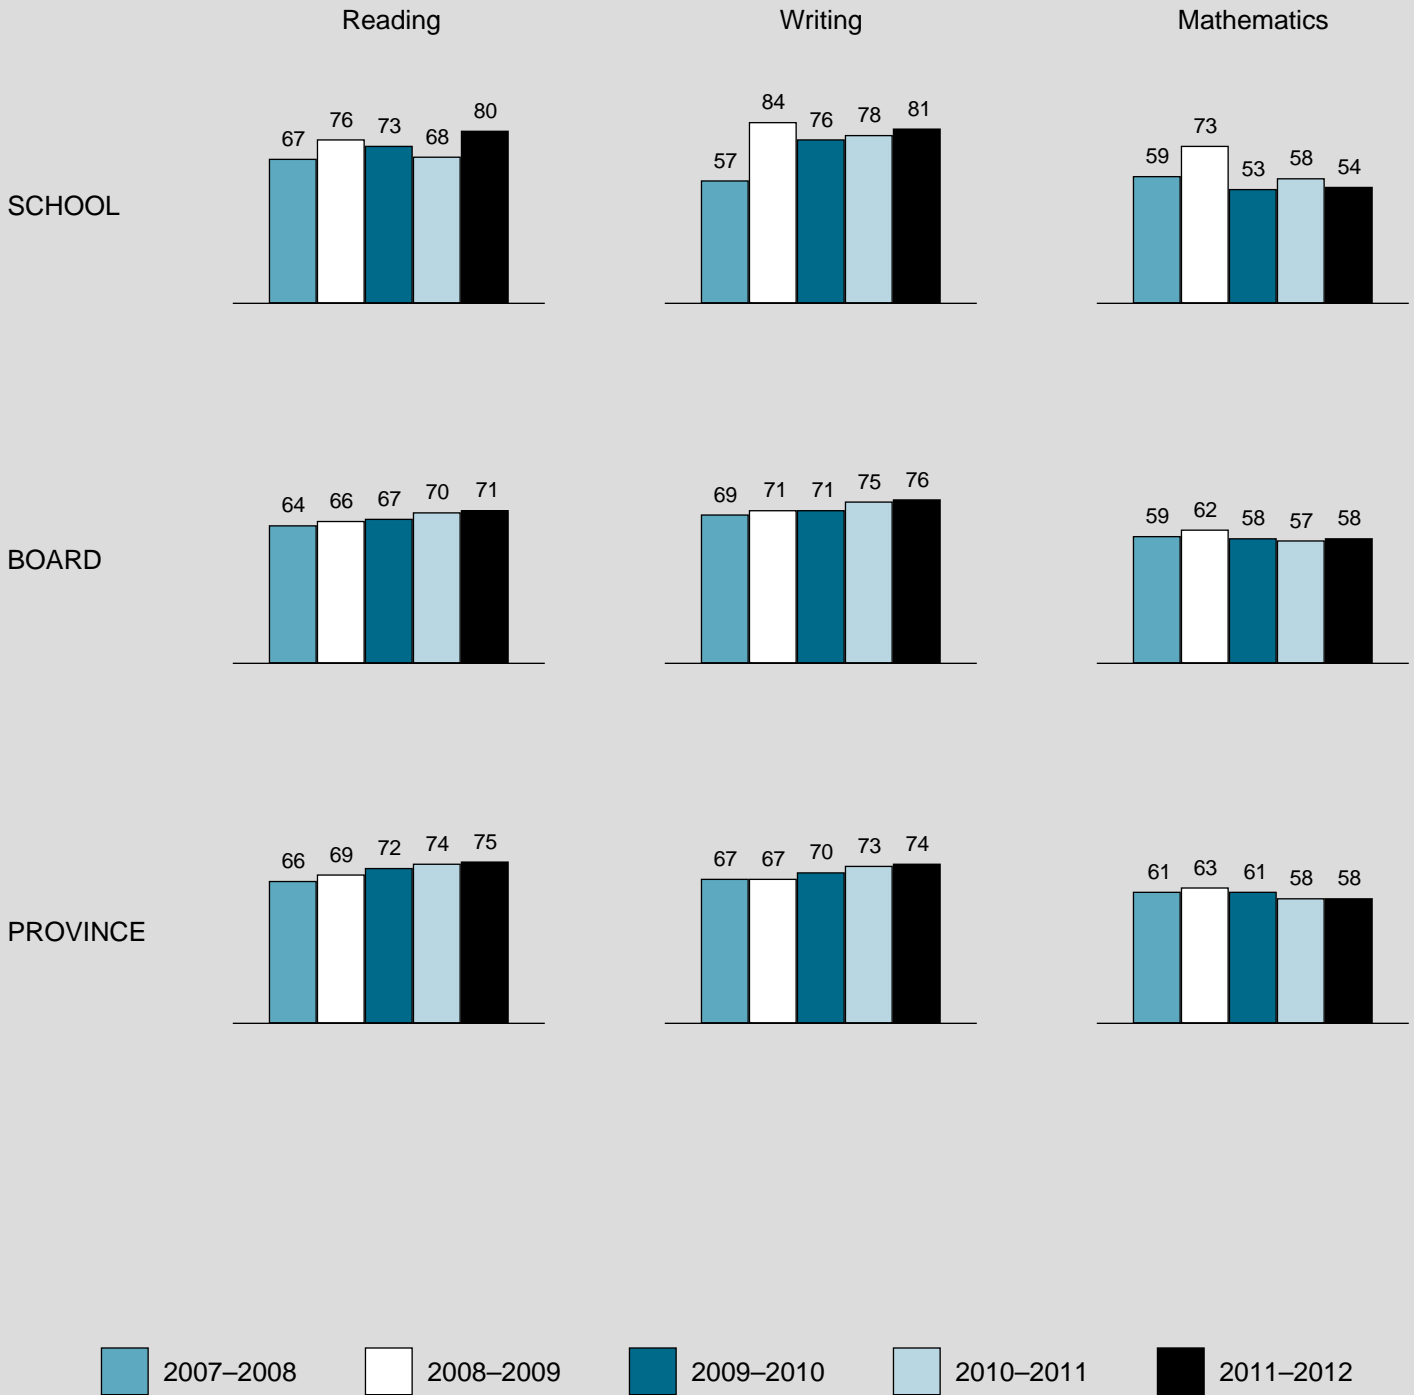 Reading Writing Mathematics
67 76 73 68 80
57 84 76 78 81
59 73 53 58 54
SCHOOL
64 66 67 70 71
69 71 71 75 76
59 62 58 57 58
BOARD
66 69 72 74 75
67 67 70 73 74
61 63 61 58 58
PROVINCE
2007–2008 2008–2009 2009–2010 2010–2011 2011–2012